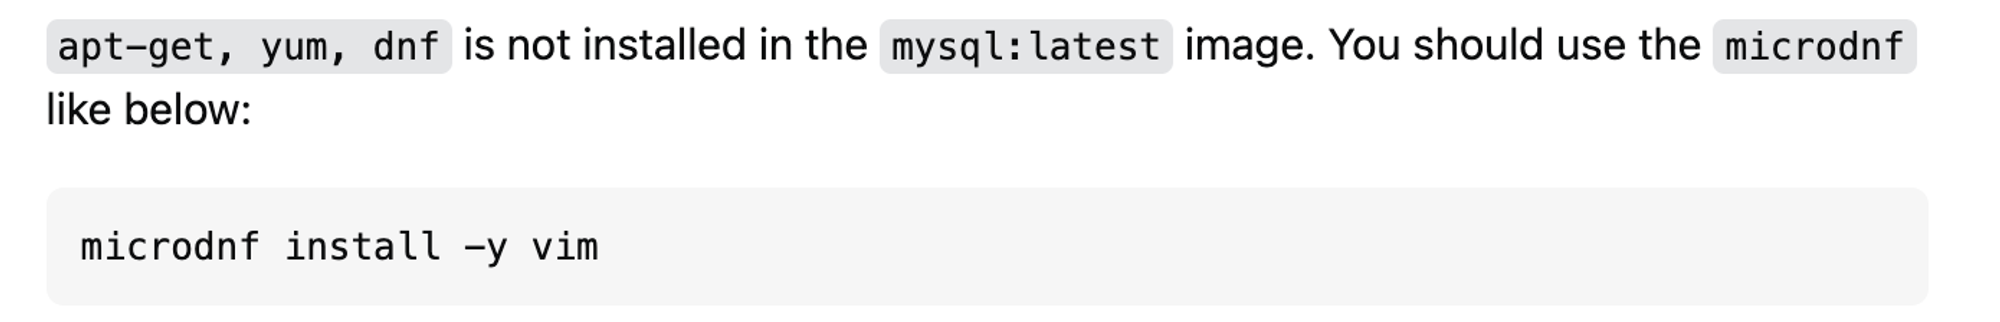 apt-get, yum, dnf is not installed in the mysql:latest image. You should use the microdnf
like below:
microdnf install -y vim